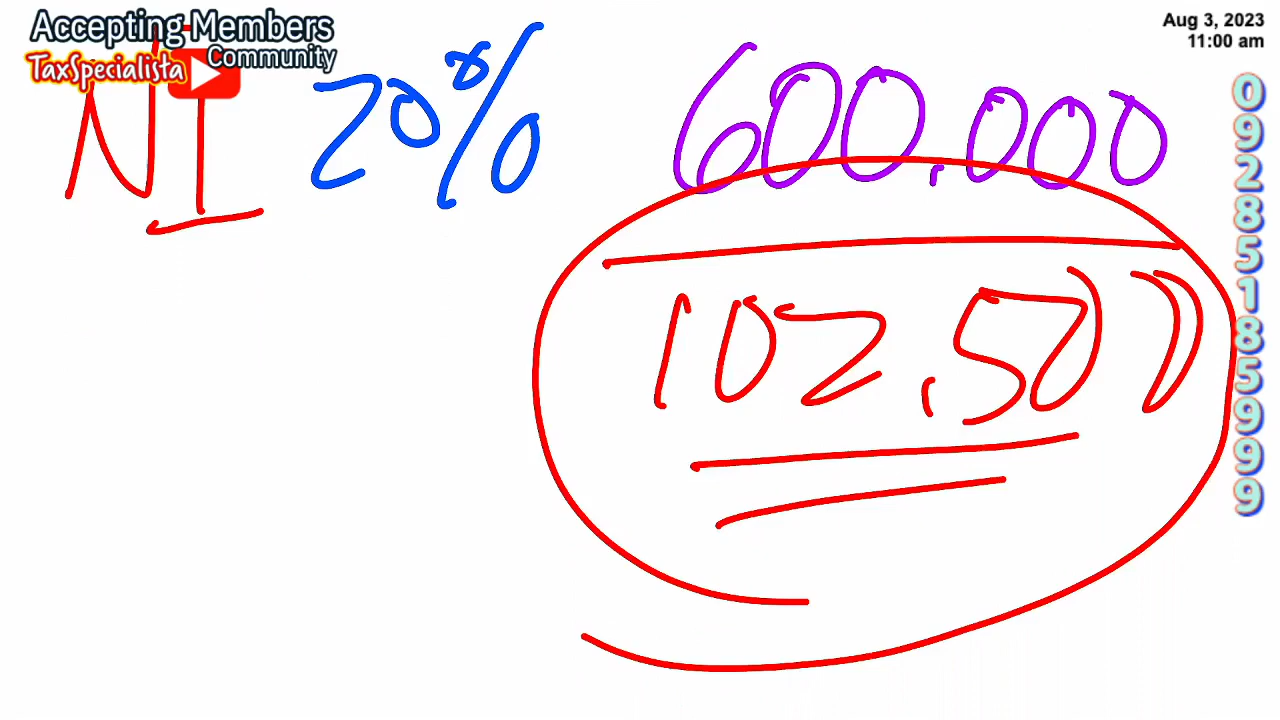 Accepting Members
Community
TaxSpecialista
Aug 3, 2023
11:00 am
NI 20% 600,000
102,500
09285185999